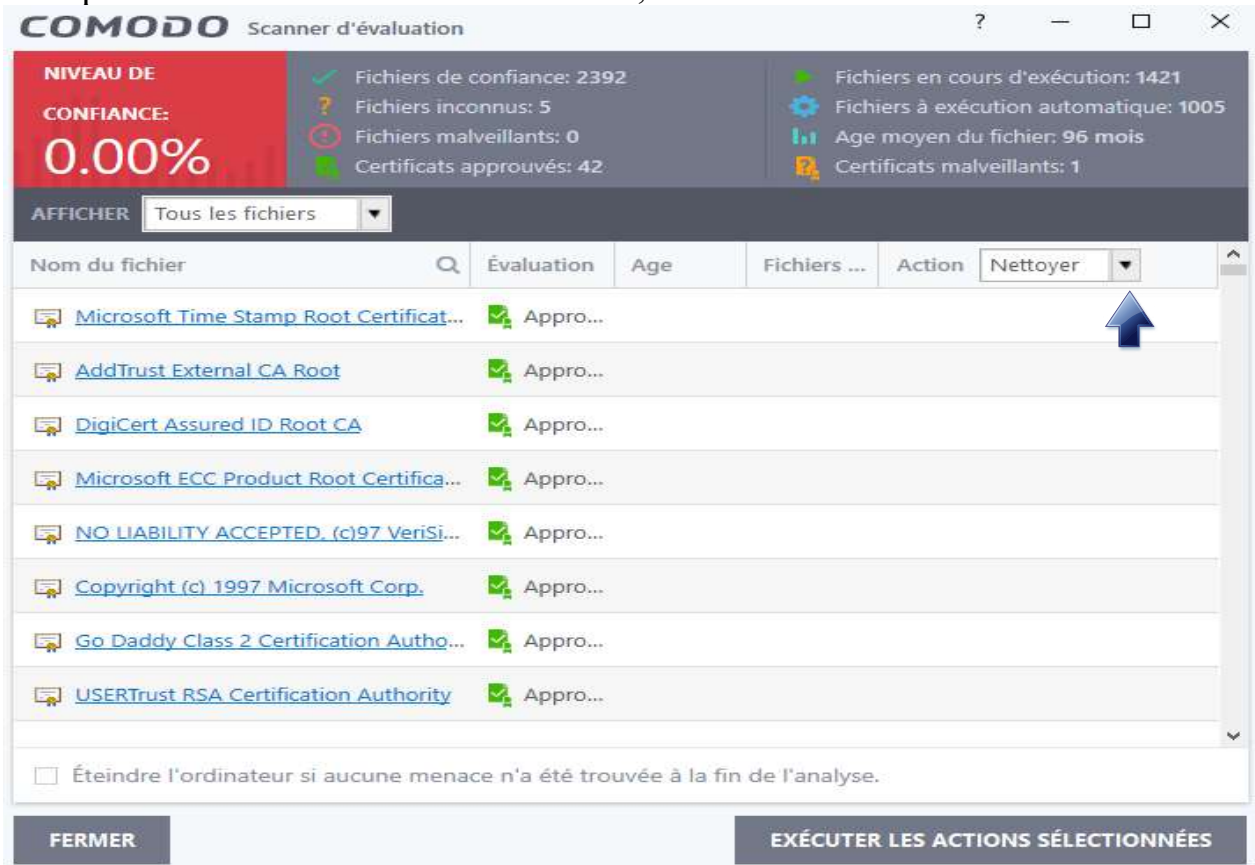 COMODO Scanner d'évaluation ?
NIVEAU DE CONFIANCE:
0.00%
Fichiers de confiance: 2392
Fichiers inconnus: 5
Fichiers malveillants: 0
Certificats approuvés: 42
Fichiers en cours d'exécution: 1421
Fichiers à exécution automatique: 1005
Age moyen du fichier: 96 mois
Certificats malveillants: 1
AFFICHER Tous les fichiers
Nom du fichier Évaluation Age Fichiers ... Action Nettoyer
Microsoft Time Stamp Root Certificat... Appro...
AddTrust External CA Root Appro...
DigiCert Assured ID Root CA Appro...
Microsoft ECC Product Root Certifica... Appro...
NO LIABILITY ACCEPTED, (c)97 VeriSi... Appro...
Copyright (c) 1997 Microsoft Corp. Appro...
Go Daddy Class 2 Certification Autho... Appro...
USERTrust RSA Certification Authority Appro...
Éteindre l'ordinateur si aucune menace n'a été trouvée à la fin de l'analyse.
FERMER EXÉCUTER LES ACTIONS SÉLECTIONNÉES